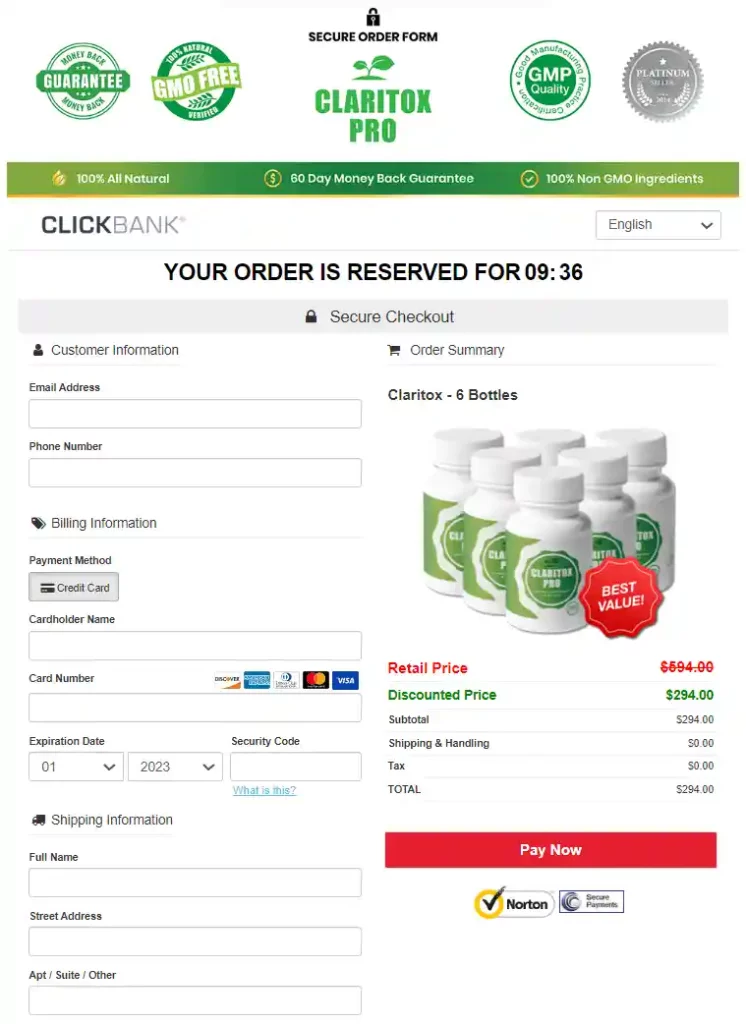 SECURE ORDER FORM
MONEY BACK
GUARANTEE
MONEY BACK
100% NATURAL
GMO FREE
VERIFIED
CLARITOX
PRO
Good Manufacturing Practice
GMP
Quality
Certification
PLATINUM
100% All Natural
60 Day Money Back Guarantee
100% Non GMO Ingredients
CLICKBANK
English
YOUR ORDER IS RESERVED FOR 09:36
Secure Checkout
Customer Information
Email Address
Phone Number
Billing Information
Payment Method
Credit Card
Cardholder Name
Card Number
DISCOVER
VISA
Expiration Date
Security Code
01
2023
What is this?
Shipping Information
Full Name
Street Address
Apt / Suite / Other
Order Summary
Claritox - 6 Bottles
CLARITOX
PRO
BEST
VALUE!
Retail Price $594.00
Discounted Price $294.00
Subtotal $294.00
Shipping & Handling $0.00
Tax $0.00
TOTAL $294.00
Pay Now
Norton
Secure
Payments